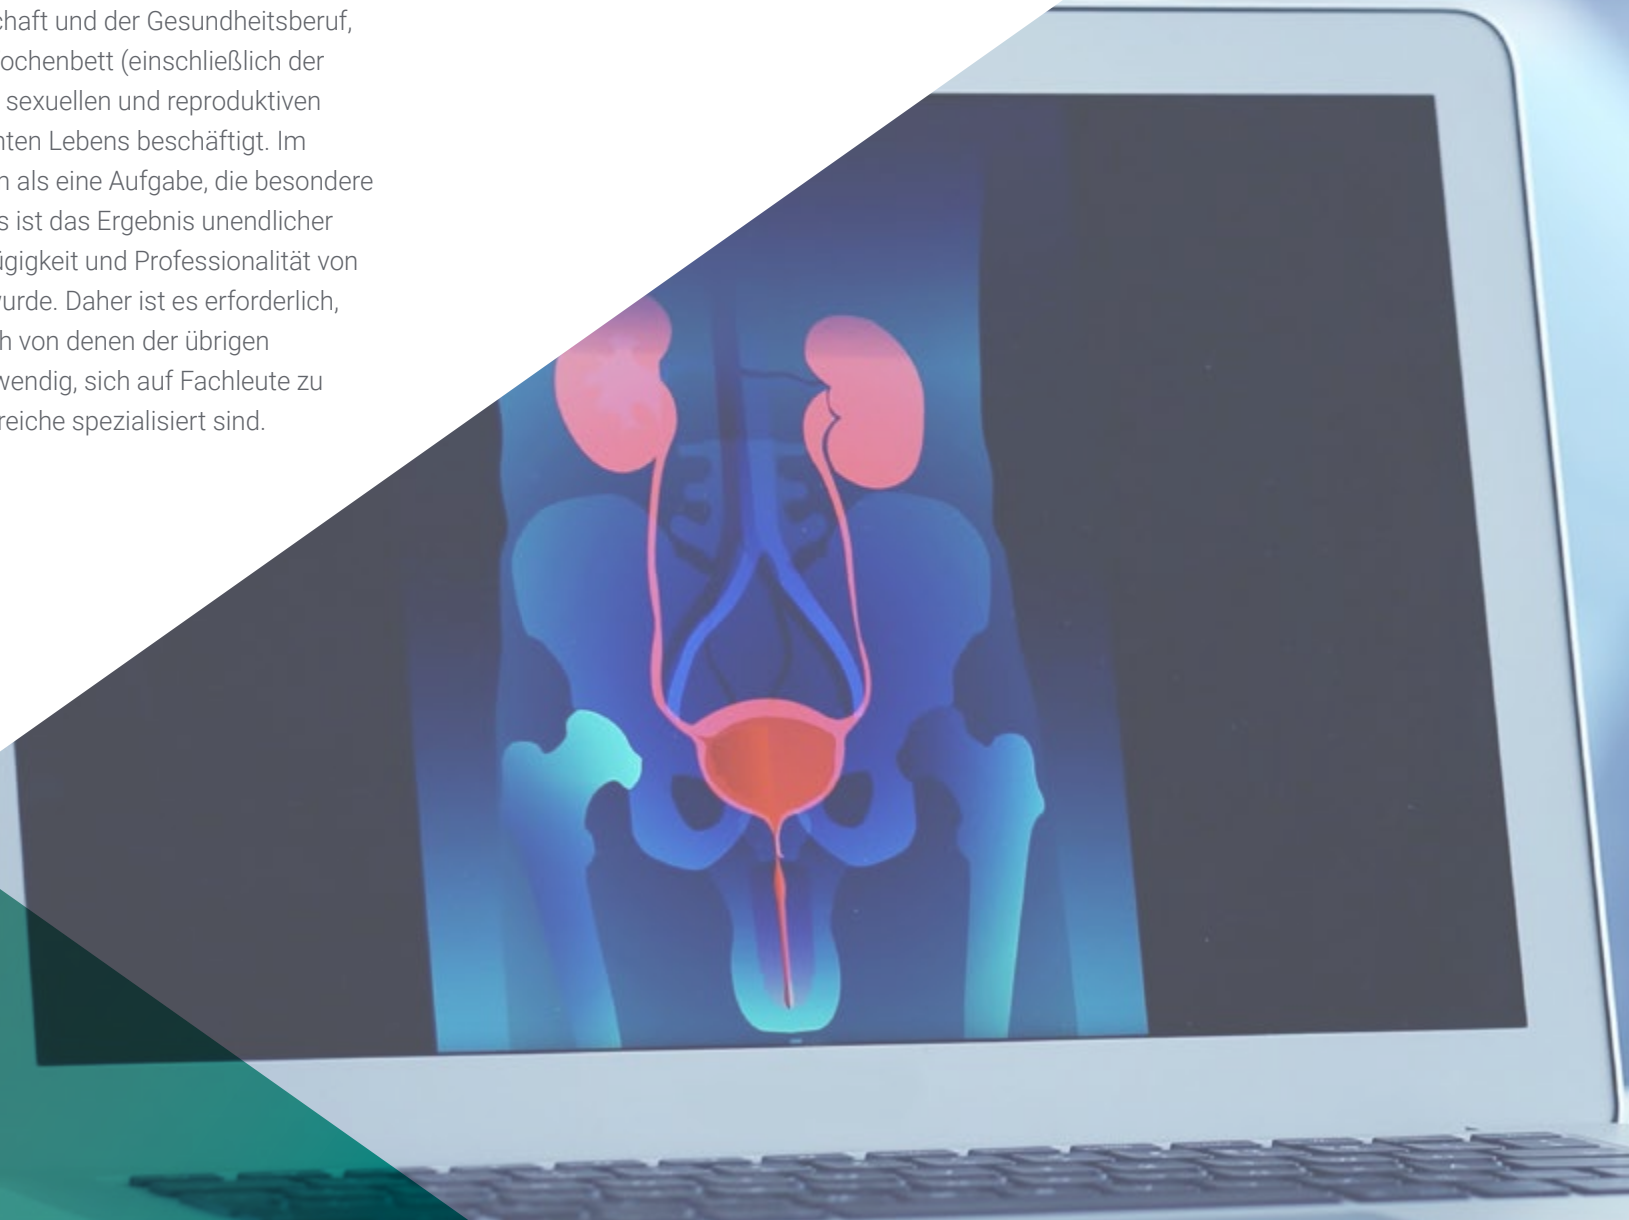 chaft und der Gesundheitsberuf,
ochenbett (einschließlich der
sexuellen und reproduktiven
nten Lebens beschäftigt. Im
n als eine Aufgabe, die besondere
s ist das Ergebnis unendlicher
igigkeit und Professionalität von
wurde. Daher ist es erforderlich,
h von denen der übrigen
wendig, sich auf Fachleute zu
reiche spezialisiert sind.